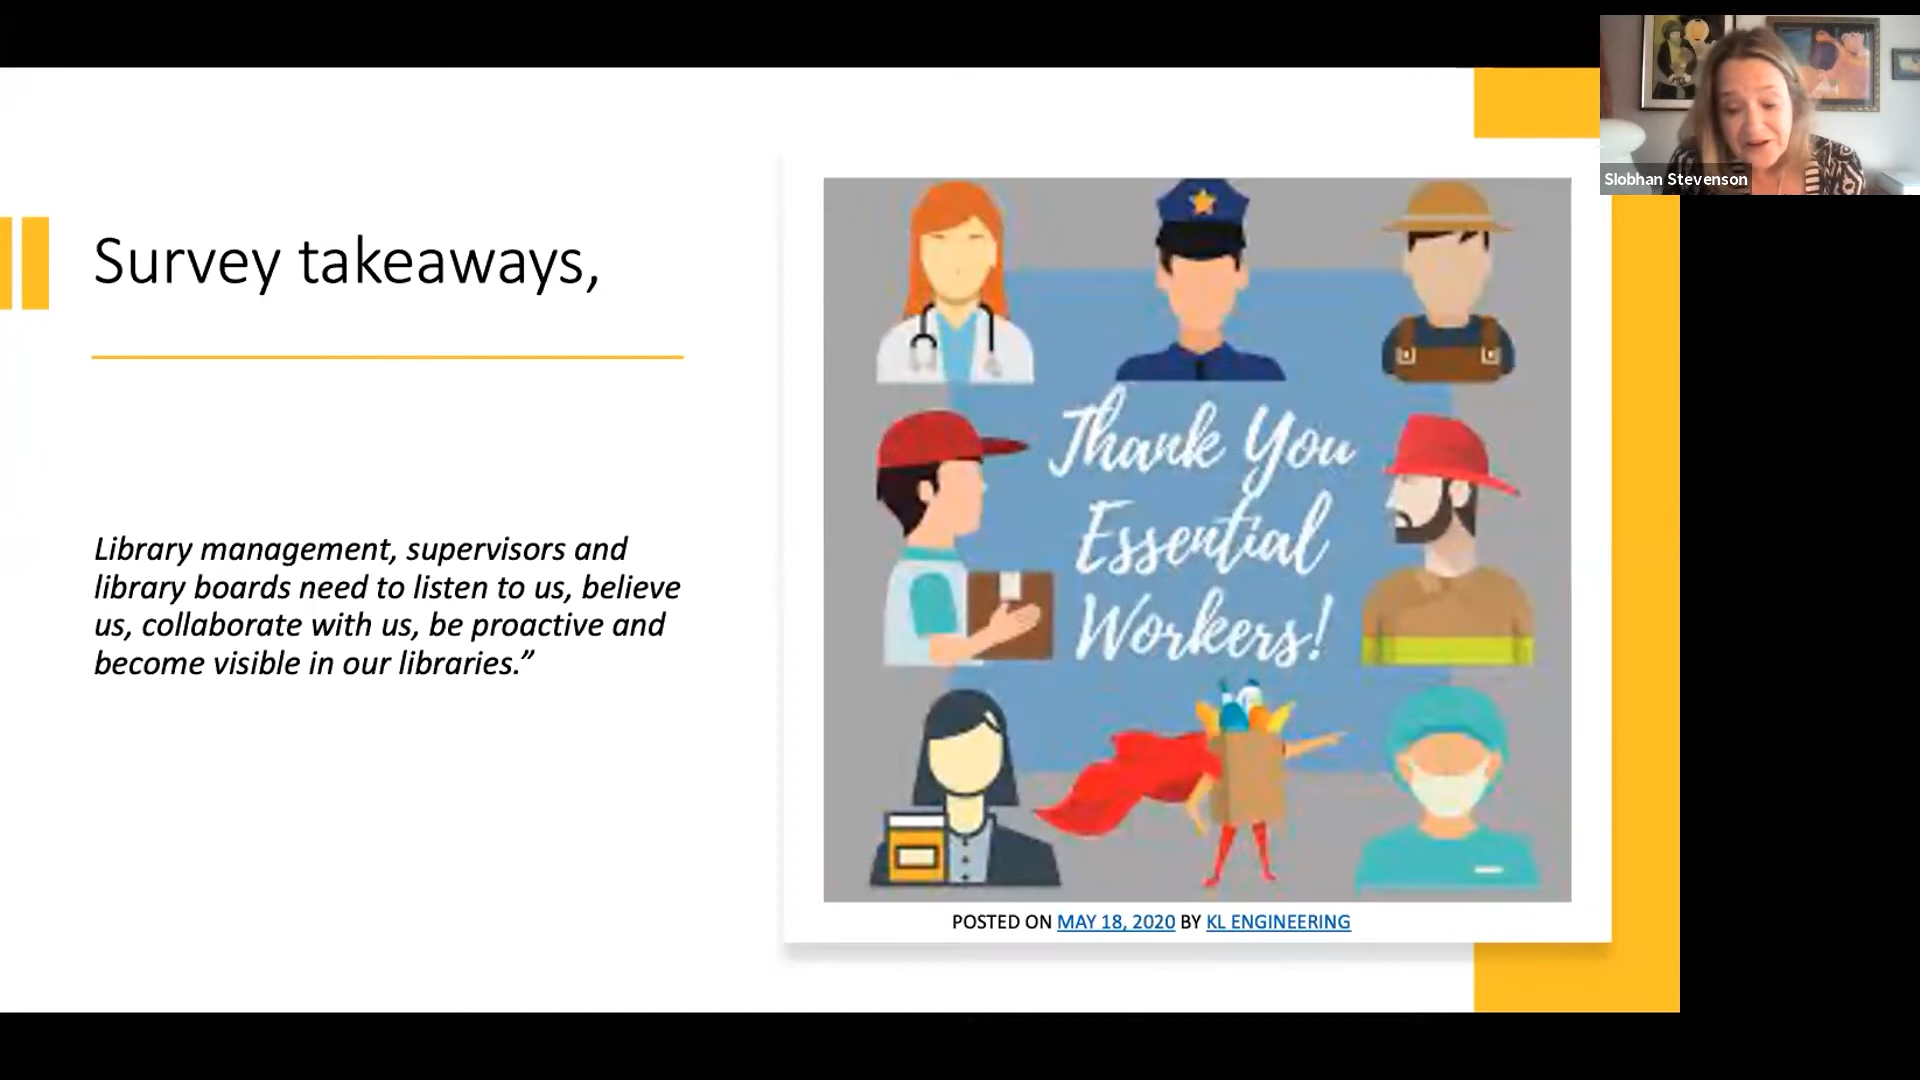 Survey takeaways,
Library management, supervisors and
library boards need to listen to us, believe
us, collaborate with us, be proactive and
become visible in our libraries.”
Thank You
Essential
Workers!
POSTED ON MAY 18, 2020 BY KL ENGINEERING
Siobhan Stevenson